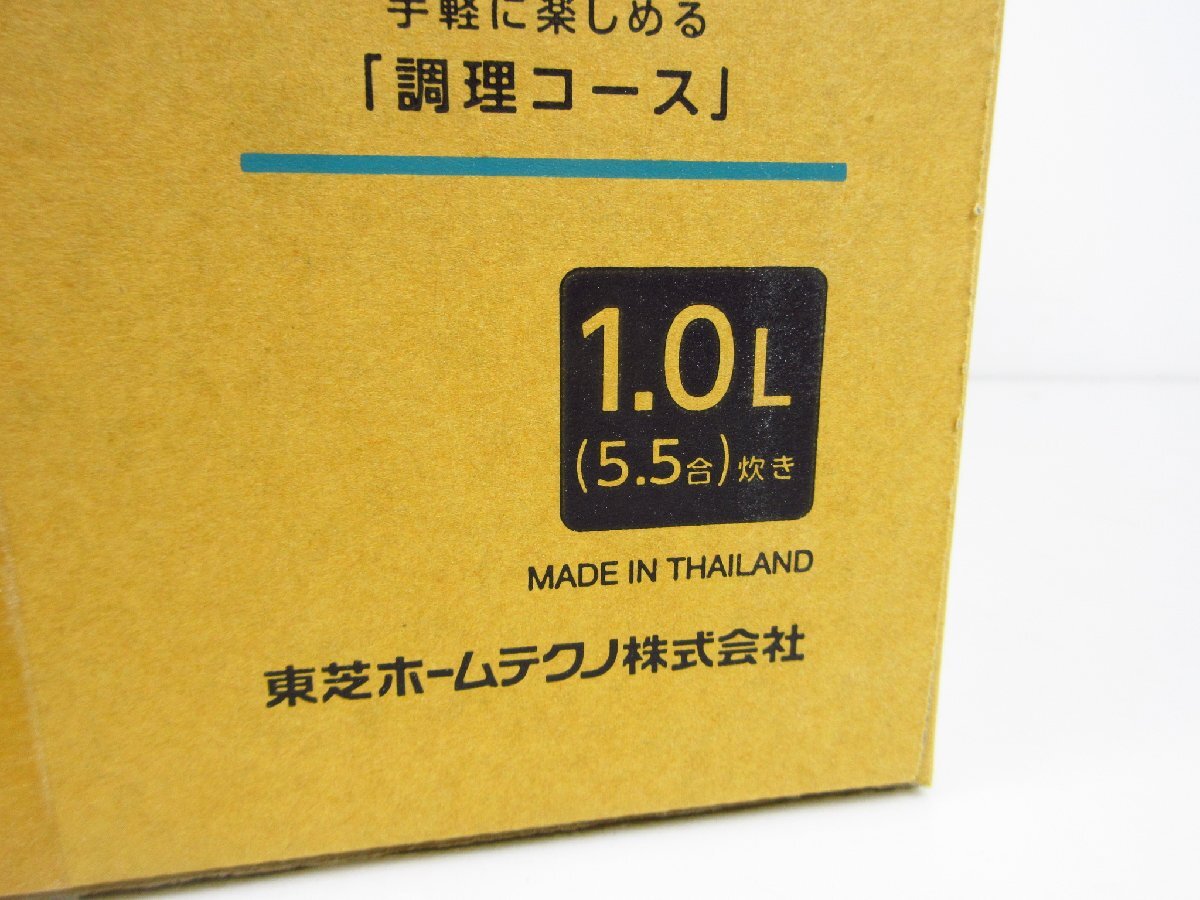 手軽に楽しめる
「調理コース」
1.0L
(5.5合)炊き
MADE IN THAILAND
東芝ホームテクノ株式会社